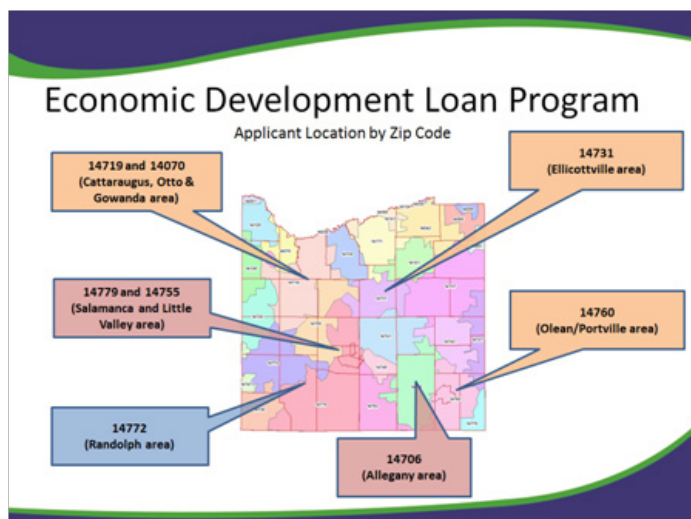 Economic Development Loan Program
Applicant Location by Zip Code
14719 and 14070
(Cattaraugus, Otto &
Gowanda area)
14731
(Ellicottville area)
14779 and 14755
(Salamanca and Little
Valley area)
14760
(Olean/Portville area)
14772
(Randolph area)
14706
(Allegany area)